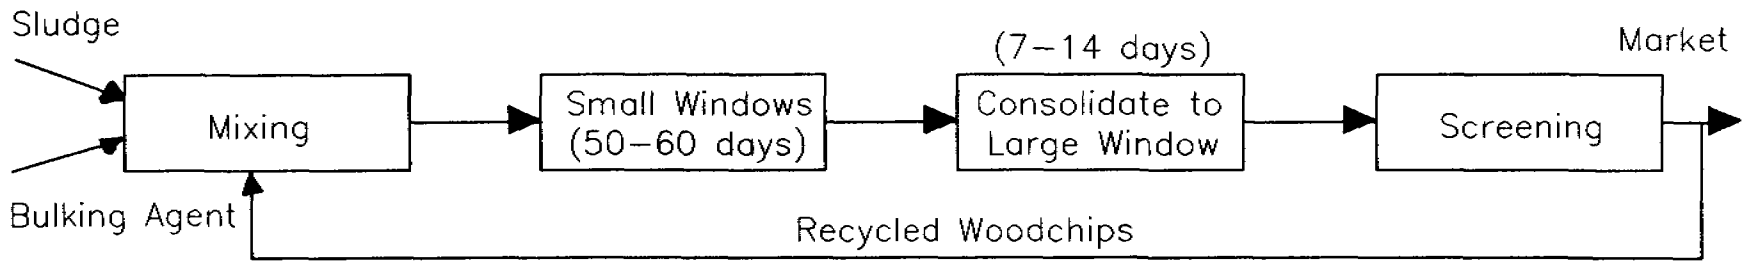 Sludge
Bulking Agent
Mixing
Small Windows
(50-60 days)
(7-14 days)
Consolidate to
Large Window
Screening
Market
Recycled Woodchips